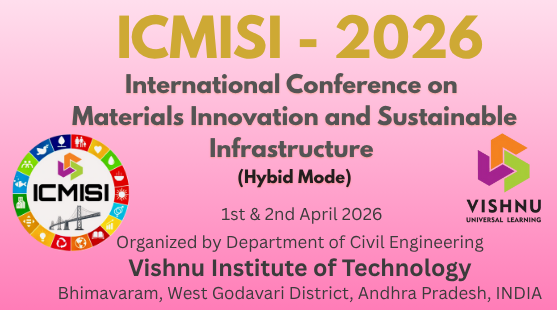 ICMISI - 2026
International Conference on
Materials Innovation and Sustainable
Infrastructure
(Hybid Mode)
ICMISI
VISHNU
UNIVERSAL LEARNING
1st & 2nd April 2026
Organized by Department of Civil Engineering
Vishnu Institute of Technology
Bhimavaram, West Godavari District, Andhra Pradesh, INDIA